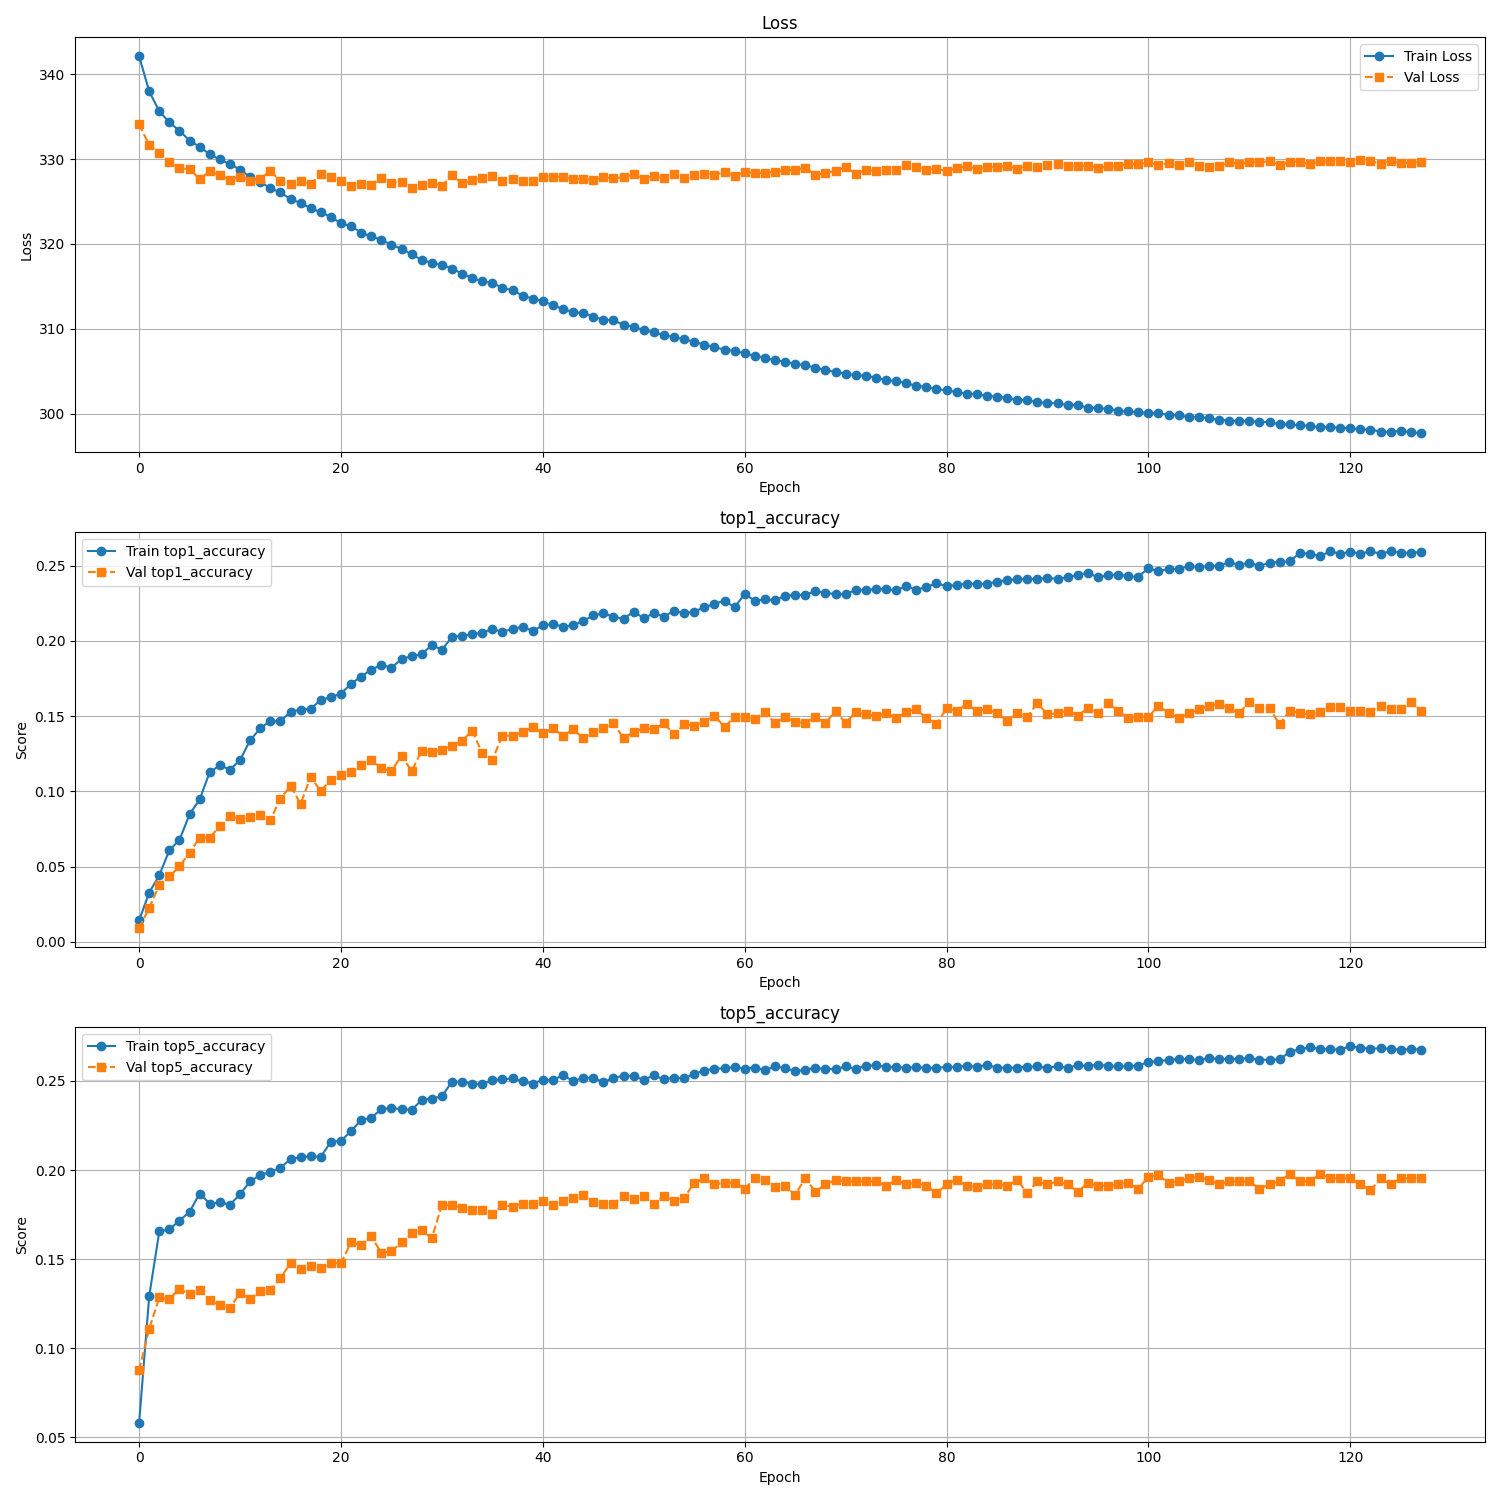 Loss
Train Loss
Val Loss
340
330
320
310
300
Loss
0 20 40 60 80 100 120
Epoch
top1_accuracy
Train top1_accuracy
Val top1_accuracy
0.25
0.20
0.15
0.10
0.05
0.00
Score
0 20 40 60 80 100 120
Epoch
top5_accuracy
Train top5_accuracy
Val top5_accuracy
0.25
0.20
0.15
0.10
0.05
Score
0 20 40 60 80 100 120
Epoch